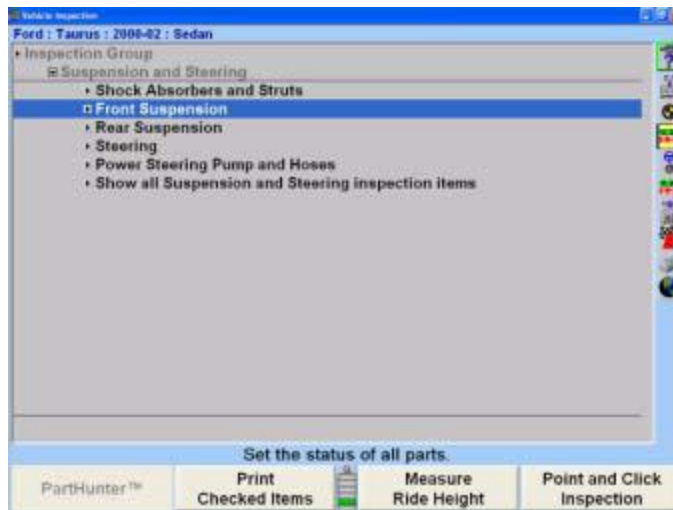 Vehicle Inspection
Ford : Taurus : 2000-02 : Sedan
Inspection Group
Suspension and Steering
Shock Absorbers and Struts
Front Suspension
Rear Suspension
Steering
Power Steering Pump and Hoses
Show all Suspension and Steering inspection items
Set the status of all parts.
PartHunter™
Print
Checked Items
Measure
Ride Height
Point and Click
Inspection